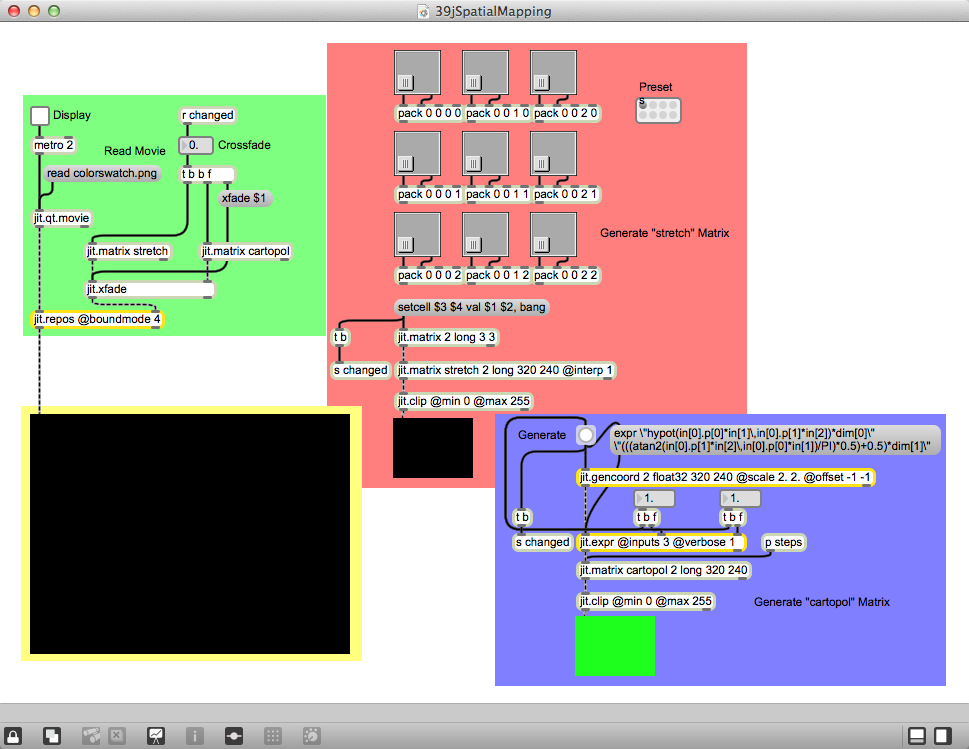 39jSpatialMapping
Display
r changed
metro 2
Read Movie
0.
Crossfade
read colorswatch.png
t b b f
xfade $1
jit.qt.movie
jit.matrix stretch
jit.matrix cartopol
jit.xfade
jit.repos @boundmode 4
Preset
s
pack 0 0 0 0
pack 0 0 1 0
pack 0 0 2 0
pack 0 0 0 1
pack 0 0 1 1
pack 0 0 2 1
Generate "stretch" Matrix
pack 0 0 0 2
pack 0 0 1 2
pack 0 0 2 2
setcell $3 $4 val $1 $2, bang
t b
jit.matrix 2 long 3 3
s changed
jit.matrix stretch 2 long 320 240 @interp 1
jit.clip @min 0 @max 255
Generate
expr \"hypot(in[0].p[0]*in[1]\,in[0].p[1]*in[2])*dim[0]\"
\"(((atan2(in[0].p[1]*in[2]\,in[0].p[0]*in[1])/PI)*0.5)+0.5)*dim[1]\"
jit.gencoord 2 float32 320 240 @scale 2. 2. @offset -1 -1
1.
1.
t b
t b f
t b f
s changed
jit.expr @inputs 3 @verbose 1
p steps
jit.matrix cartopol 2 long 320 240
jit.clip @min 0 @max 255
Generate "cartopol" Matrix